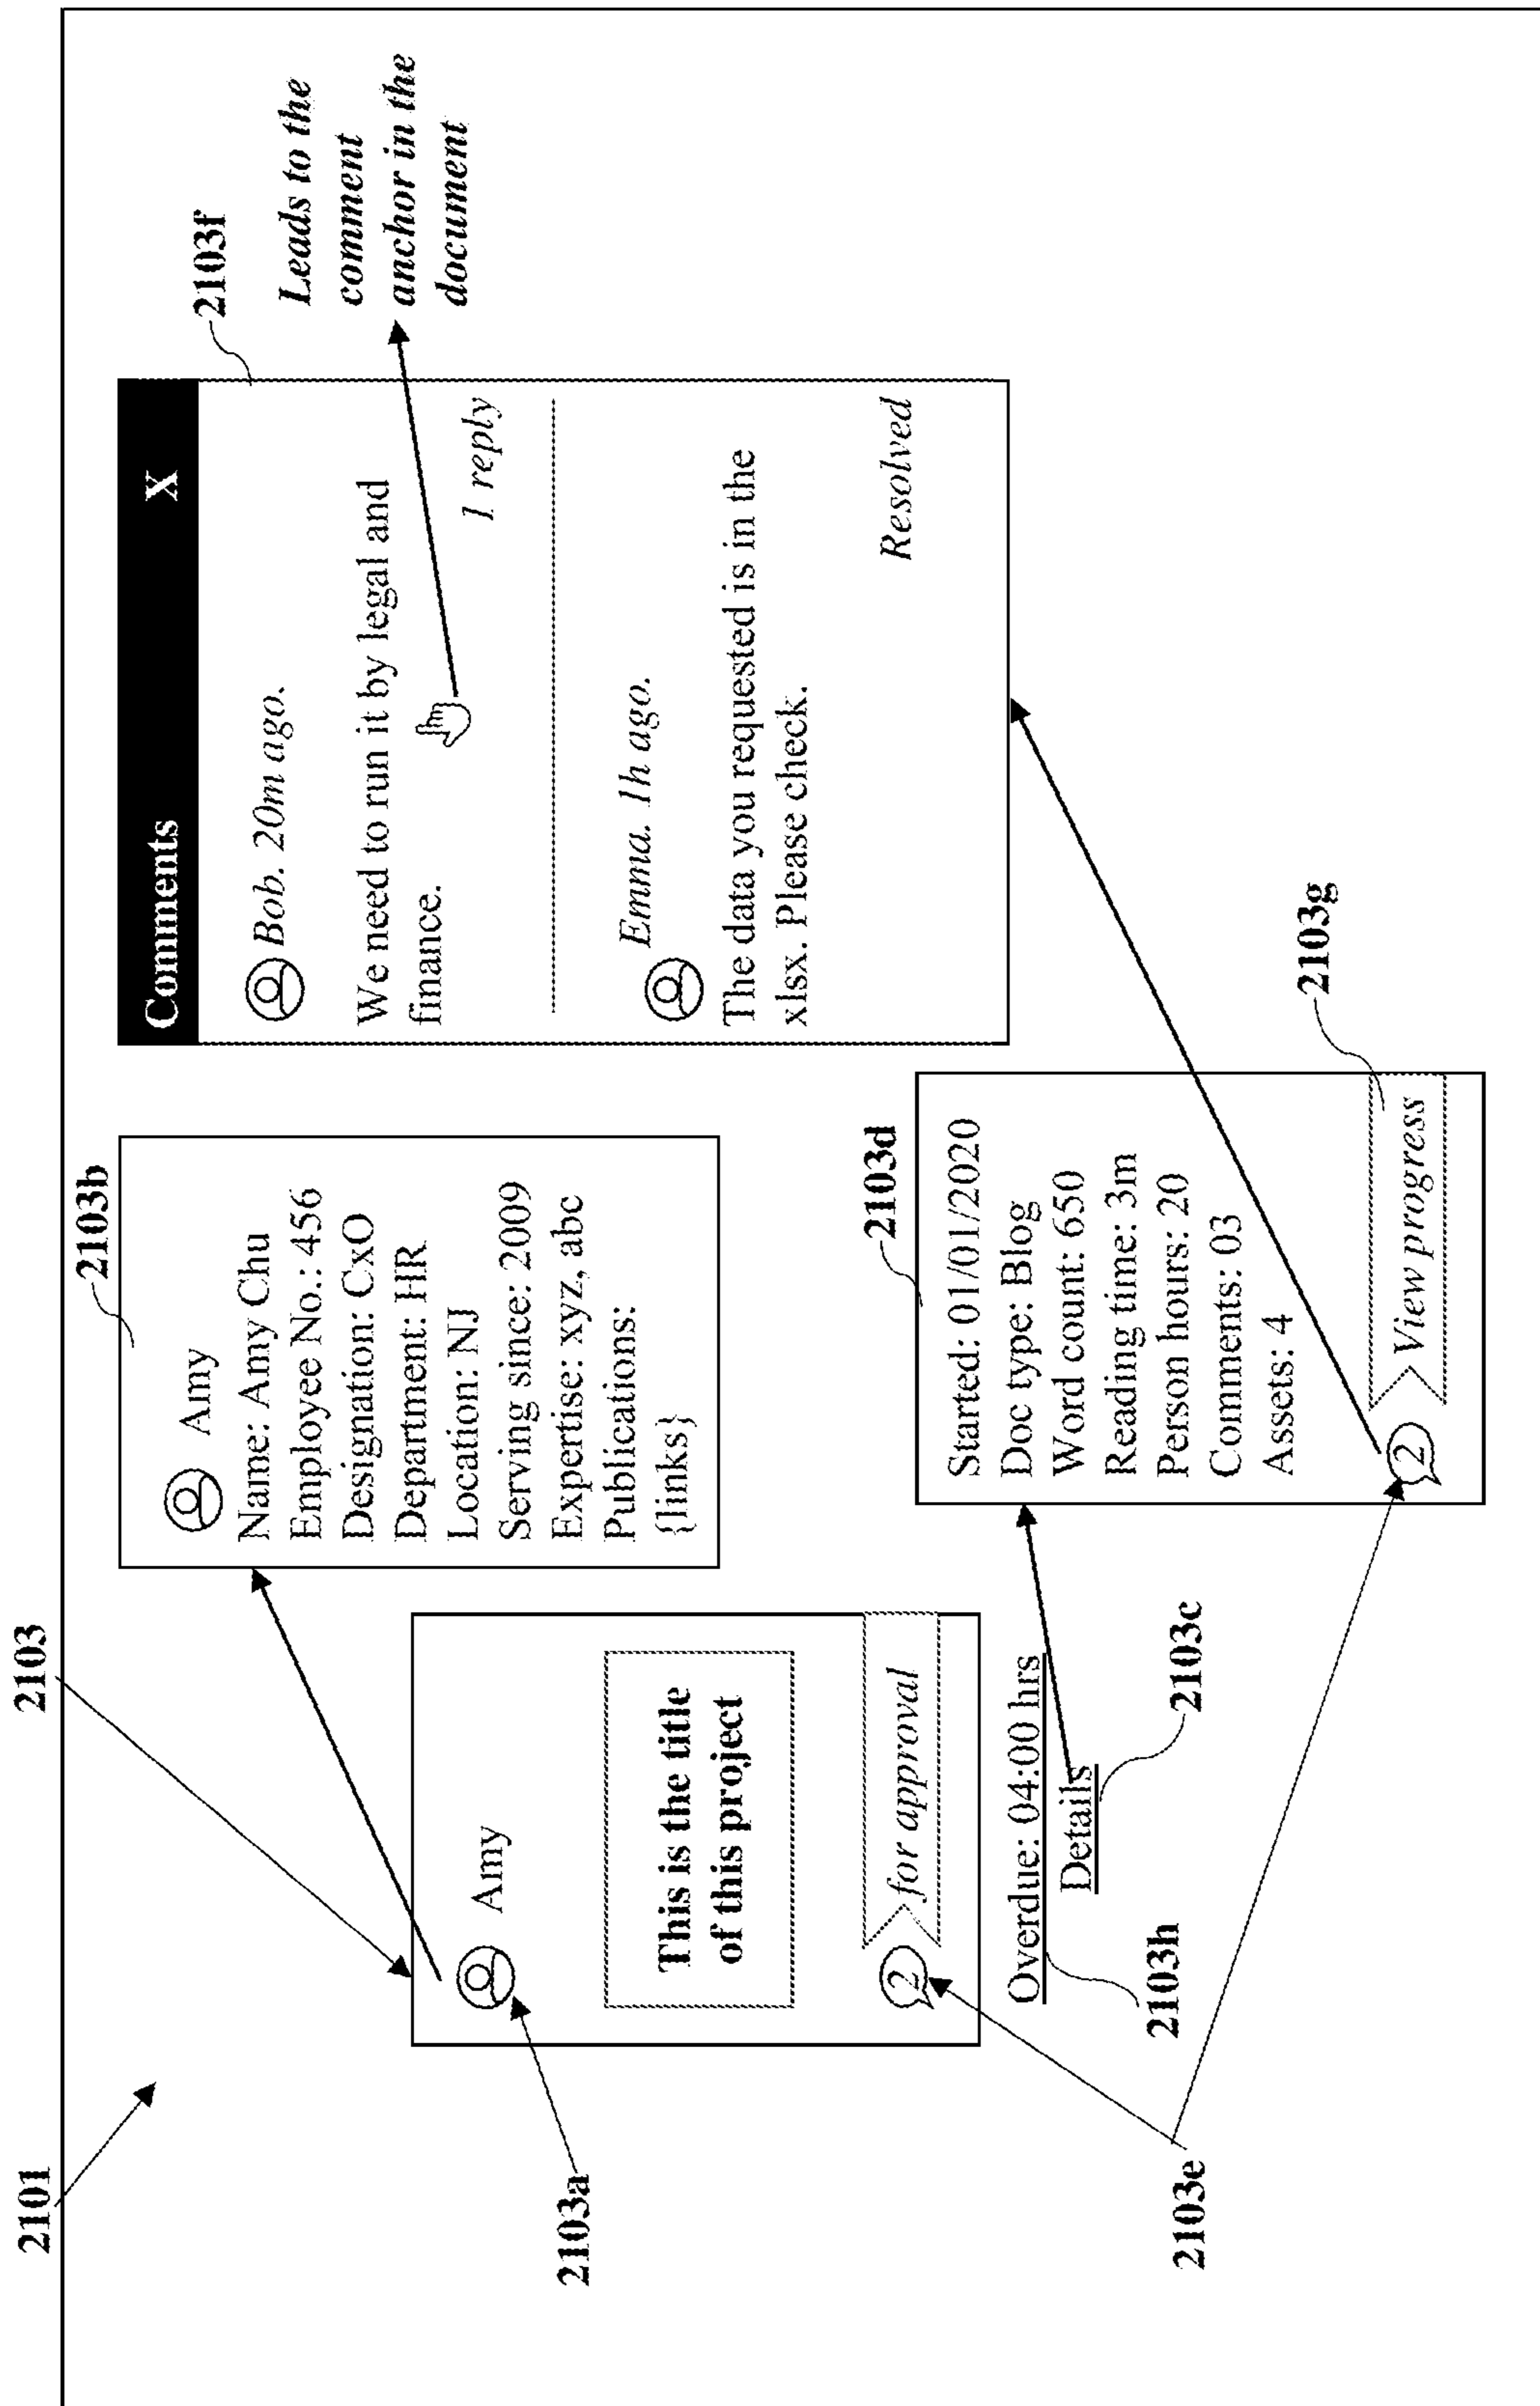 2101
2103
2103a
Amy
This is the title
of this project
2
for approval
Overdue: 04:00 hrs
Details
2103h
2103c
2103e
2103b
Amy
Name: Amy Chu
Employee No.: 456
Designation: CxO
Department: HR
Location: NJ
Serving since: 2009
Expertise: xyz, abc
Publications:
{links}
2103d
Started: 01/01/2020
Doc type: Blog
Word count: 650
Reading time: 3m
Person hours: 20
Comments: 03
Assets: 4
2
View progress
2103g
2103f
Comments X
Bob. 20m ago.
We need to run it by legal and
finance.
1 reply
Emma. 1h ago.
The data you requested is in the
xlsx. Please check.
Resolved
Leads to the
comment
anchor in the
document